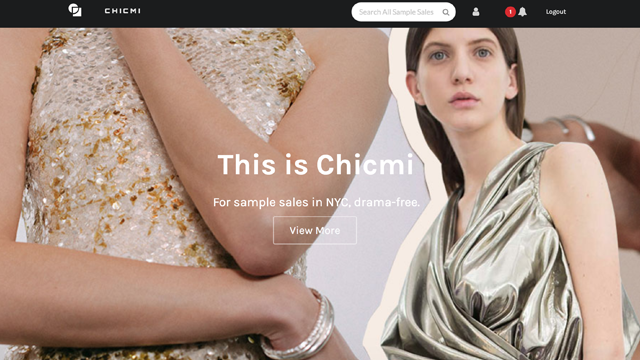 CHICMI
Search All Sample Sales
1
Logout
This is Chicmi
For sample sales in NYC, drama-free.
View More